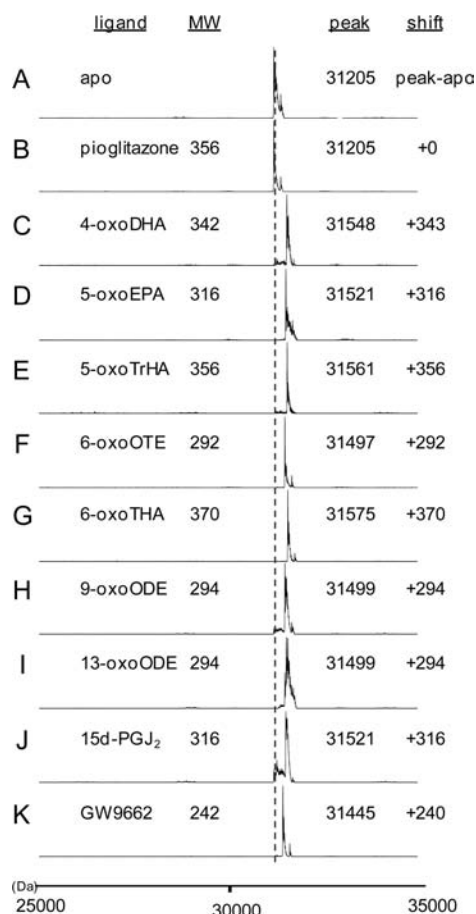 ligand MW peak shift
A apo 31205 peak-apo
B pioglitazone 356 31205 +0
C 4-oxoDHA 342 31548 +343
D 5-oxoEPA 316 31521 +316
E 5-oxoTrHA 356 31561 +356
F 6-oxoOTE 292 31497 +292
G 6-oxoTHA 370 31575 +370
H 9-oxoODE 294 31499 +294
I 13-oxoODE 294 31499 +294
J 15d-PGJ₂ 316 31521 +316
K GW9662 242 31445 +240
(Da)
25000 30000 35000